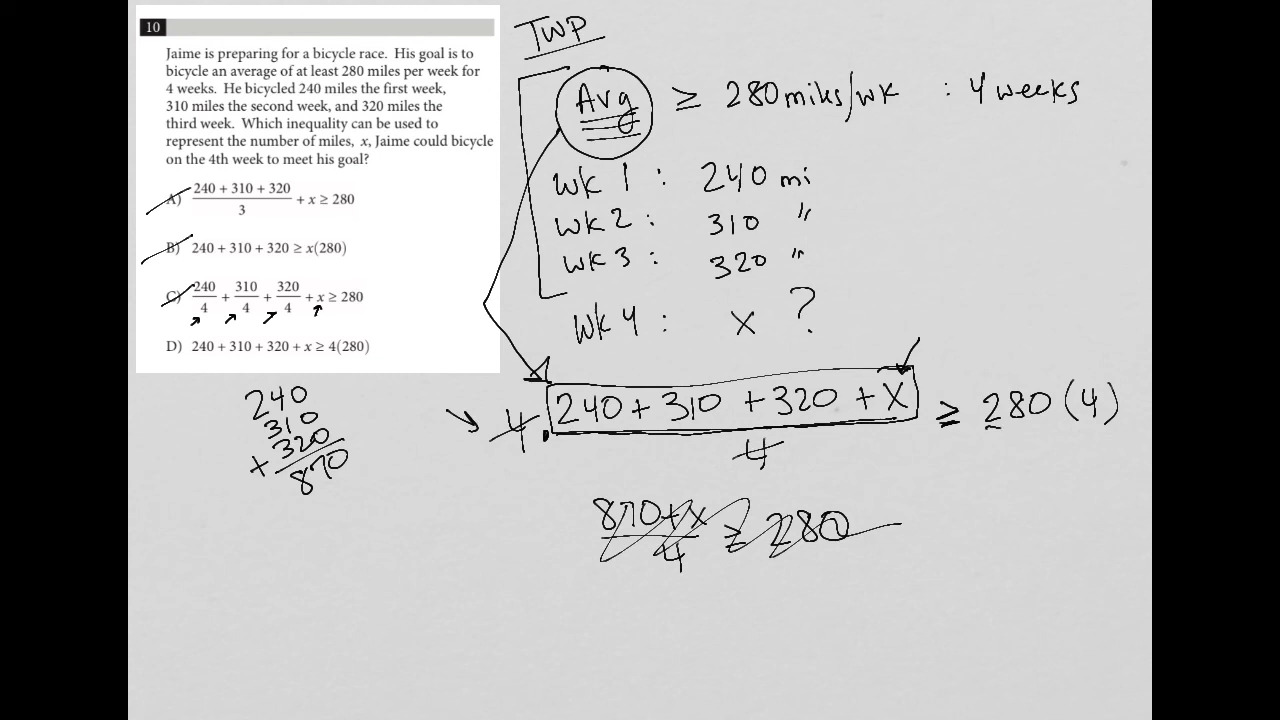 10
Jaime is preparing for a bicycle race. His goal is to
bicycle an average of at least 280 miles per week for
4 weeks. He bicycled 240 miles the first week,
310 miles the second week, and 320 miles the
third week. Which inequality can be used to
represent the number of miles, x, Jaime could bicycle
on the 4th week to meet his goal?
A) (240 + 310 + 320)/3 + x ≥ 280
B) 240 + 310 + 320 ≥ x(280)
C) 240/4 + 310/4 + 320/4 + x ≥ 280
D) 240 + 310 + 320 + x ≥ 4(280)
TWP
Avg ≥ 280 miles/wk : 4 weeks
wk 1 : 240 mi
wk 2 : 310 "
wk 3 : 320 "
wk 4 : x ?
4 · (240 + 310 + 320 + x)/4 ≥ 280 (4)
240
310
+ 320
870
(870 + x)/4 ≥ 280